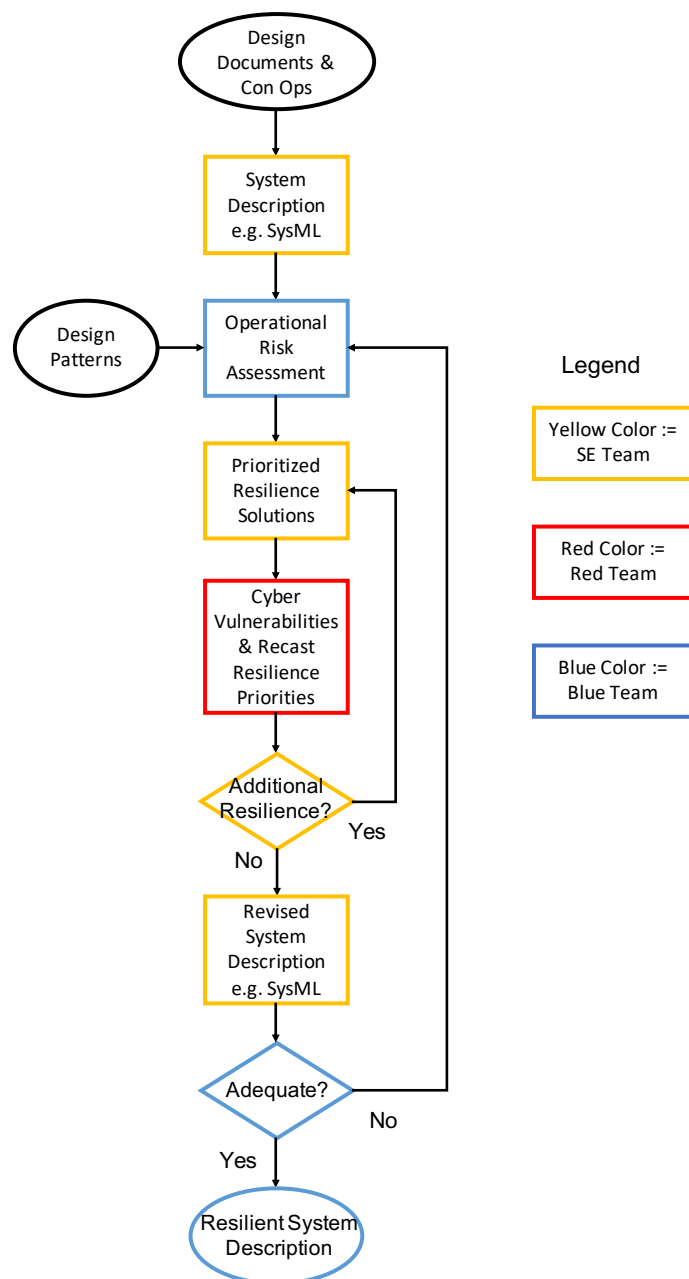 Design
Documents &
Con Ops
System
Description
e.g. SysML
Design
Patterns
Operational
Risk
Assessment
Prioritized
Resilience
Solutions
Cyber
Vulnerabilities
& Recast
Resilience
Priorities
Additional
Resilience?
Yes
No
Revised
System
Description
e.g. SysML
Adequate?
No
Yes
Resilient System
Description
Legend
Yellow Color :=
SE Team
Red Color :=
Red Team
Blue Color :=
Blue Team